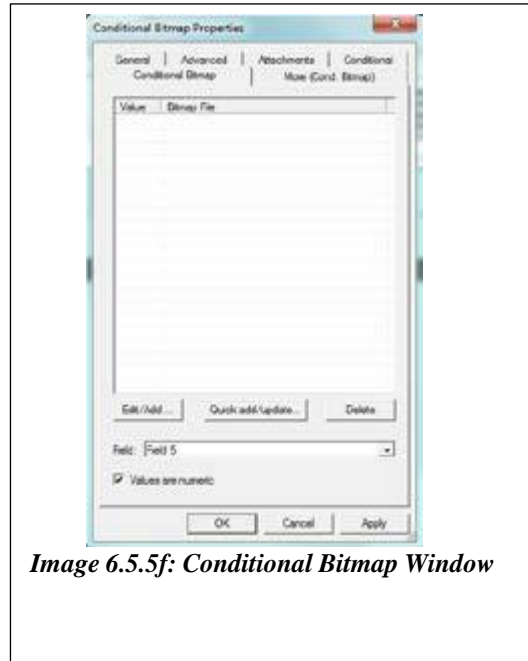 Conditional Bitmap Properties
General Advanced Attachments Conditional
Conditional Bitmap More (Cond. Bitmap)
Value Bitmap File
Edit/Add... Quick add/update... Delete
Field: Field 5
Values are numeric
OK Cancel Apply
Image 6.5.5f: Conditional Bitmap Window